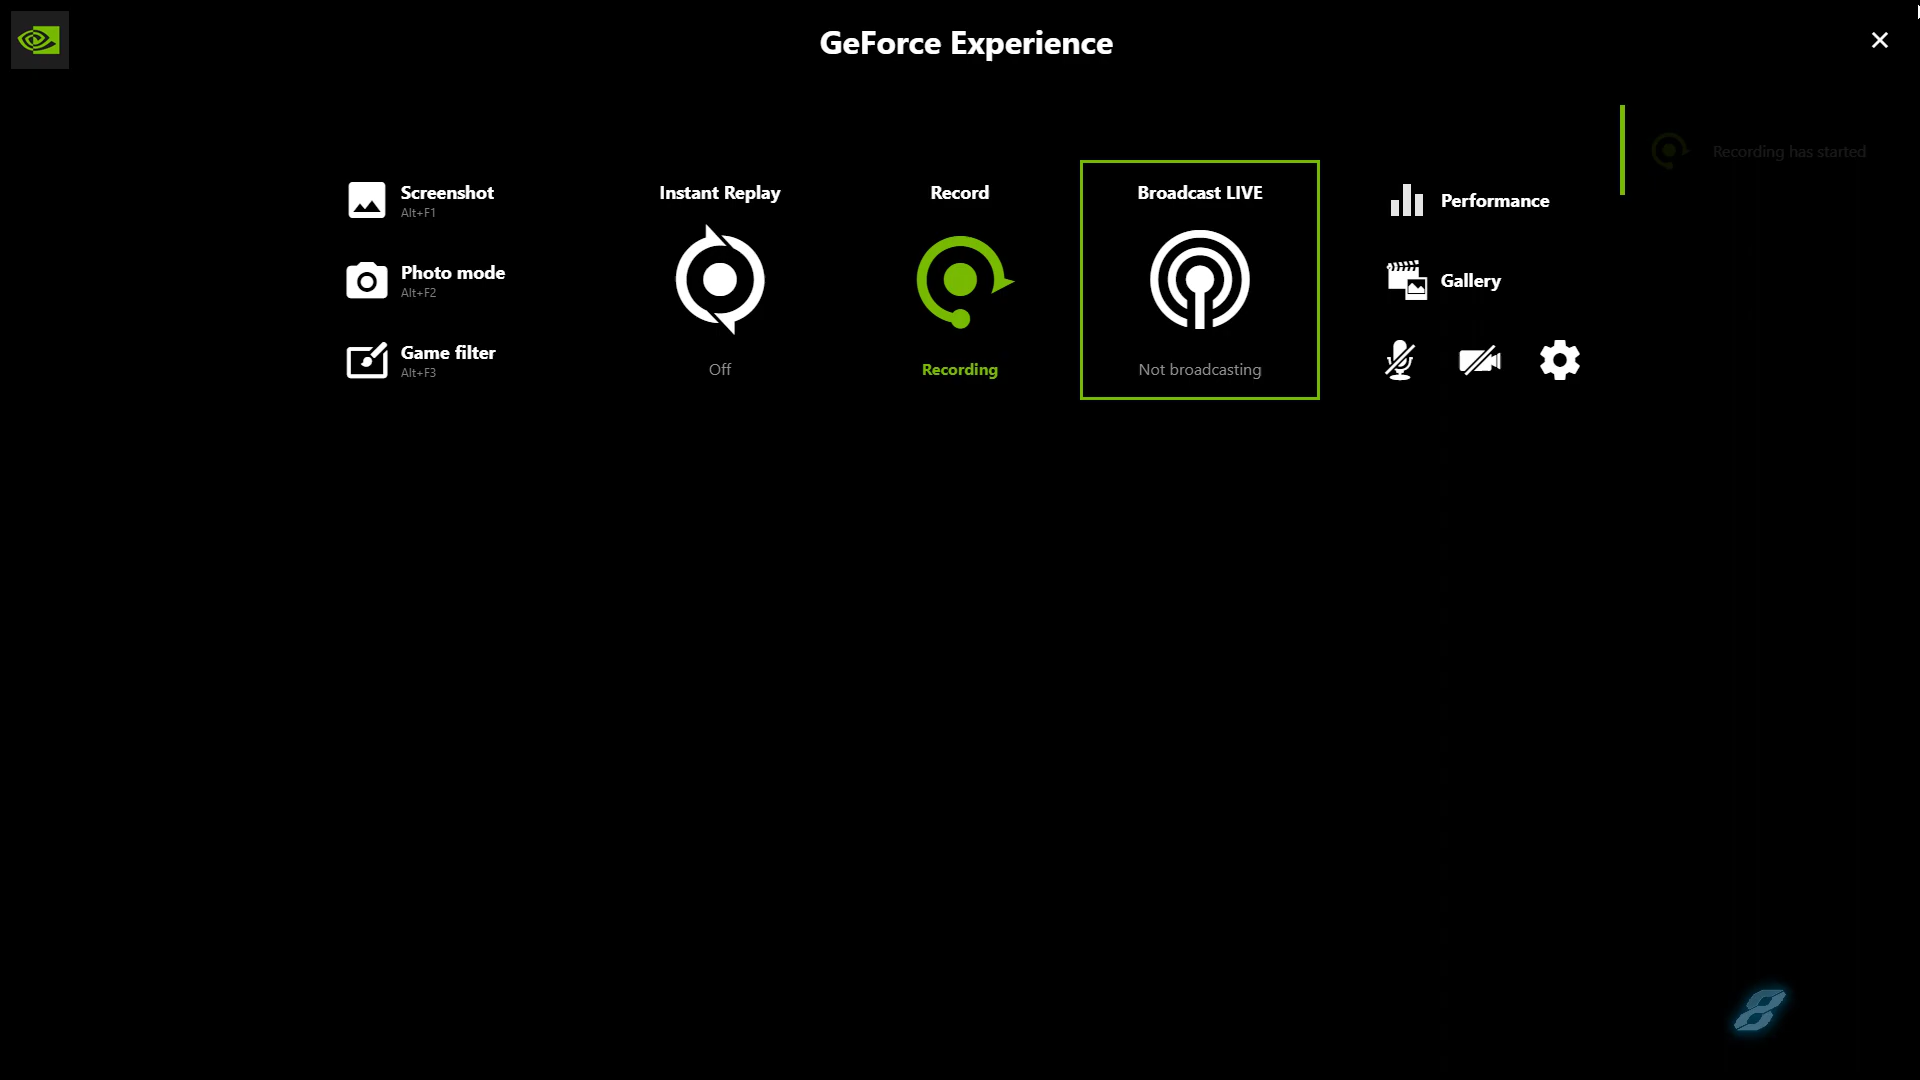 GeForce Experience
Recording has started
Screenshot
Alt+F1
Photo mode
Alt+F2
Game filter
Alt+F3
Instant Replay
Off
Record
Recording
Broadcast LIVE
Not broadcasting
Performance
Gallery
8